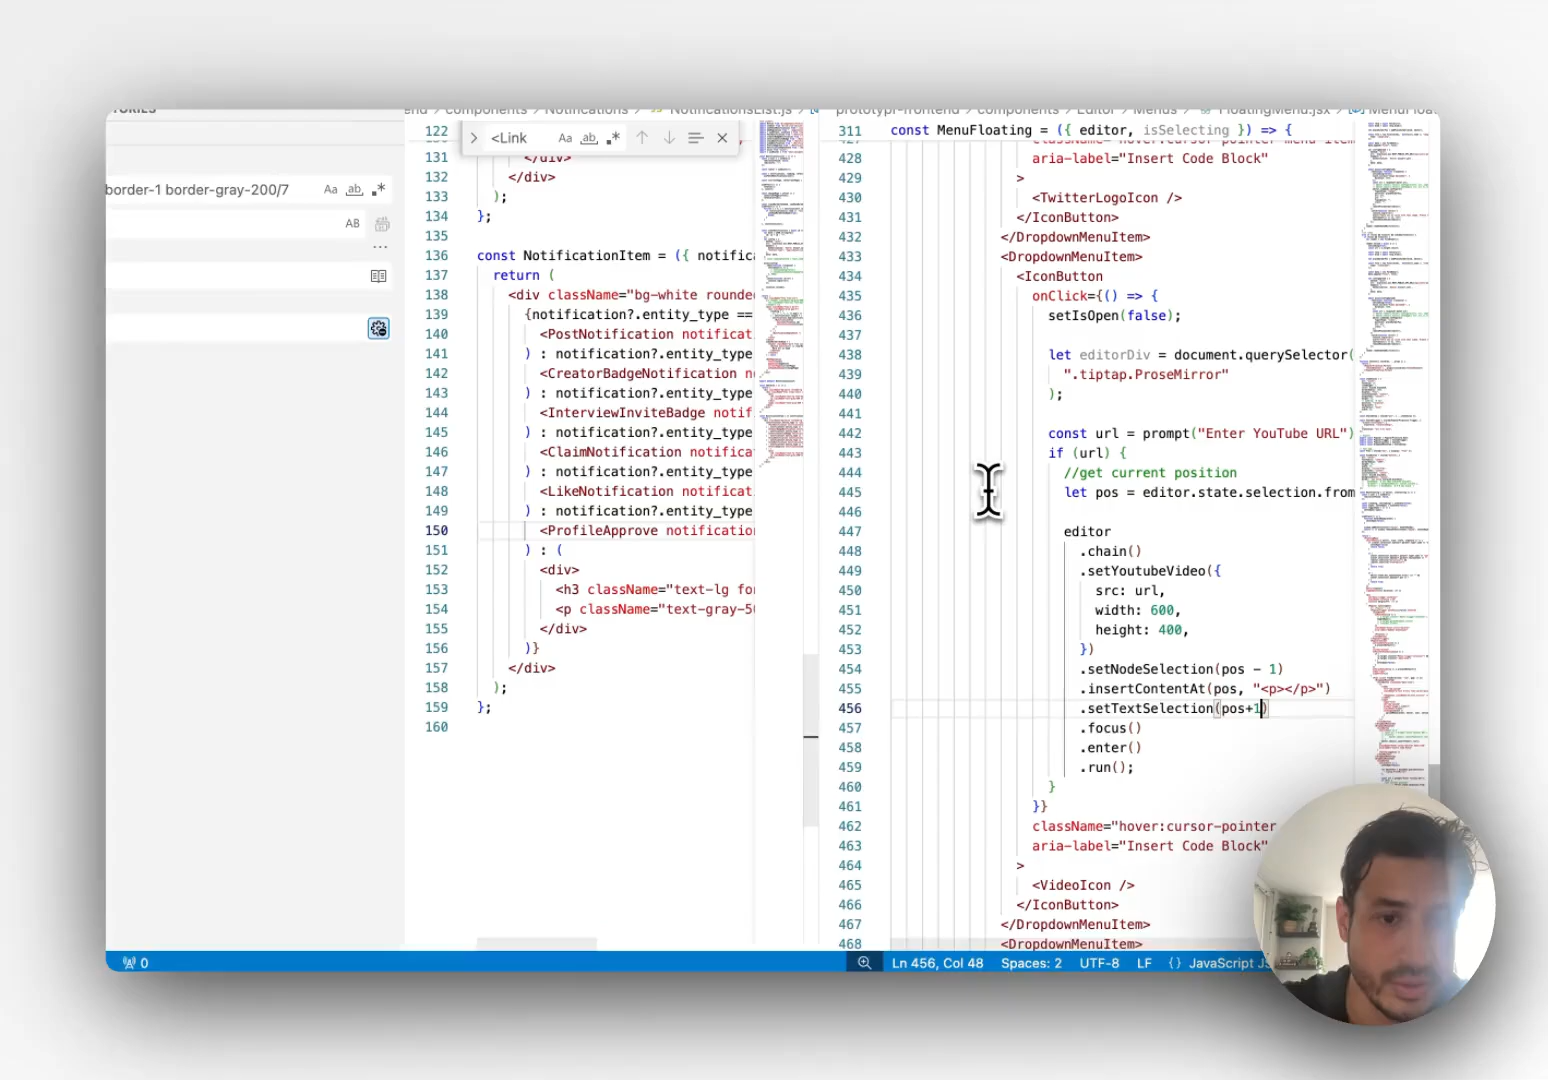 border-1 border-gray-200/7
Aa
ab
AB
...
<Link
Aa
ab
122
131 </div>
132 </div>
133 );
134 };
135
136 const NotificationItem = ({ notific
137 return (
138 <div className="bg-white rounde
139 {notification?.entity_type ==
140 <PostNotification notificat
141 ) : notification?.entity_type
142 <CreatorBadgeNotification n
143 ) : notification?.entity_type
144 <InterviewInviteBadge notif
145 ) : notification?.entity_type
146 <ClaimNotification notifica
147 ) : notification?.entity_type
148 <LikeNotification notificat
149 ) : notification?.entity_type
150 <ProfileApprove notification
151 ) : (
152 <div>
153 <h3 className="text-lg fo
154 <p className="text-gray-50
155 </div>
156 )}
157 </div>
158 );
159 };
160
311 const MenuFloating = ({ editor, isSelecting }) => {
428 aria-label="Insert Code Block"
429 >
430 <TwitterLogoIcon />
431 </IconButton>
432 </DropdownMenuItem>
433 <DropdownMenuItem>
434 <IconButton
435 onClick={() => {
436 setIsOpen(false);
437
438 let editorDiv = document.querySelector(
439 ".tiptap.ProseMirror"
440 );
441
442 const url = prompt("Enter YouTube URL")
443 if (url) {
444 //get current position
445 let pos = editor.state.selection.from
446
447 editor
448 .chain()
449 .setYoutubeVideo({
450 src: url,
451 width: 600,
452 height: 400,
453 })
454 .setNodeSelection(pos - 1)
455 .insertContentAt(pos, "<p></p>")
456 .setTextSelection(pos+1)
457 .focus()
458 .enter()
459 .run();
460 }
461 }}
462 className="hover:cursor-pointer
463 aria-label="Insert Code Block"
464 >
465 <VideoIcon />
466 </IconButton>
467 </DropdownMenuItem>
468 <DropdownMenuItem>
0
Ln 456, Col 48 Spaces: 2 UTF-8 LF {} JavaScript